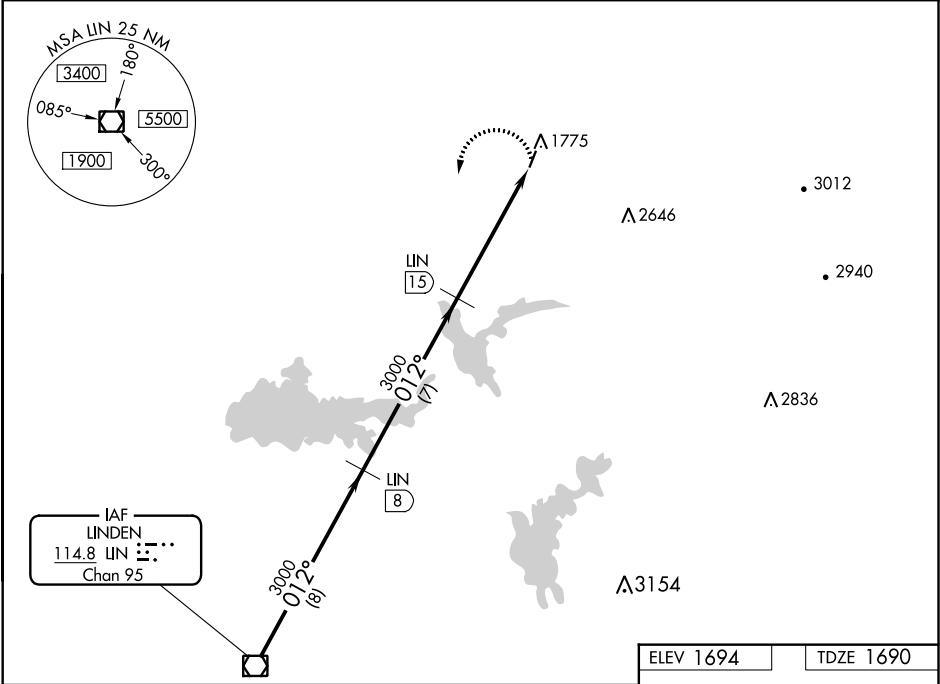 MSA LIN 25 NM
3400
180°
085°
5500
1900
300°
1775
3012
2646
LIN
15
2940
3000
012°
(7)
2836
LIN
8
IAF
LINDEN
114.8 LIN
Chan 95
3000
012°
(8)
3154
ELEV 1694
TDZE 1690